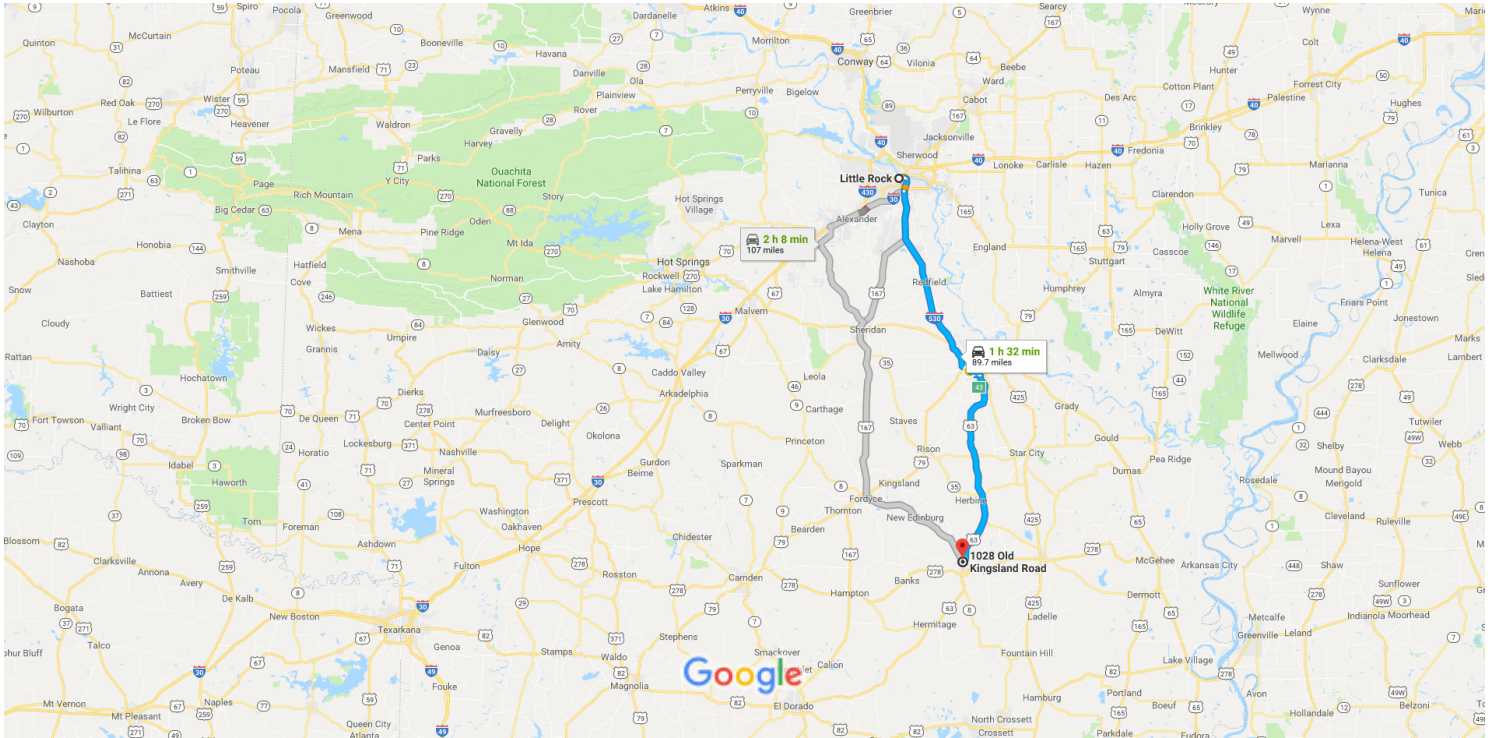 Spiro
Pocola
Greenwood
Dardanelle
Atkins
Greenbrier
Searcy
Wynne
McCurtain
Quinton
Booneville
Havana
Morrilton
Conway
Vilonia
Beebe
Colt
Poteau
Mansfield
Danville
Ola
Ward
Hunter
Forrest City
Red Oak
Wister
Plainview
Perryville
Bigelow
Cabot
Des Arc
Cotton Plant
Palestine
Hughes
Wilburton
Le Flore
Heavener
Waldron
Gravelly
Rover
Jacksonville
Brinkley
Harvey
Sherwood
Lonoke
Carlisle
Hazen
Fredonia
Marianna
Talihina
Parks
Page
Y City
Ouachita
National Forest
Little Rock
Rich Mountain
Story
Hot Springs
Village
Clarendon
Tunica
Clayton
Big Cedar
Oden
Alexander
Holly Grove
Lexa
Honobia
Mena
Pine Ridge
Mt Ida
2 h 8 min
107 miles
England
Casscoe
Marvell
Helena-West
Helena
Nashoba
Smithville
Hatfield
Hot Springs
Stuttgart
Cove
Norman
Rockwell
Lake Hamilton
Redfield
Humphrey
Almyra
White River
National
Wildlife
Refuge
Snow
Battiest
Friars Point
Cloudy
Wickes
Glenwood
Malvern
Sheridan
DeWitt
Elaine
Jonestown
Rattan
Grannis
Umpire
Daisy
Amity
1 h 32 min
89.7 miles
Mellwood
Clarksdale
Marks
Lambert
Hochatown
Dierks
Caddo Valley
Leola
Arkadelphia
Wright City
De Queen
Murfreesboro
Carthage
Grady
Fort Towson
Valliant
Broken Bow
Center Point
Delight
Staves
Tutwiler
Lockesburg
Nashville
Okolona
Princeton
Gould
Shelby
Webb
Idabel
Horatio
Mineral
Springs
Gurdon
Beirne
Sparkman
Rison
Star City
Dumas
Pea Ridge
Mound Bayou
Merigold
Haworth
Kingsland
Rosedale
Tom
Foreman
Washington
Prescott
Fordyce
Thornton
Herbine
Cleveland
Ruleville
Oakhaven
New Edinburg
Bearden
Blossom
Ashdown
Hope
Chidester
1028 Old
Kingsland Road
McGehee
Arkansas City
Shaw
Clarksville
Annona
Avery
Fulton
Rosston
Camden
Banks
Sunflower
De Kalb
Hampton
Dermott
Bogata
New Boston
Hermitage
Ladelle
Metcalfe
Indianola
Moorhead
Talco
Texarkana
Genoa
Stephens
Greenville
Leland
Stamps
Waldo
Smackover
Calion
Fountain Hill
Lake Village
Google
Fouke
Magnolia
Avon
Mt Vernon
Naples
El Dorado
Hamburg
Portland
Mt Pleasant
Boeuf
Belzoni
Queen City
Atlanta
North Crossett
Crossett
Parkdale
Eudora
Hollandale